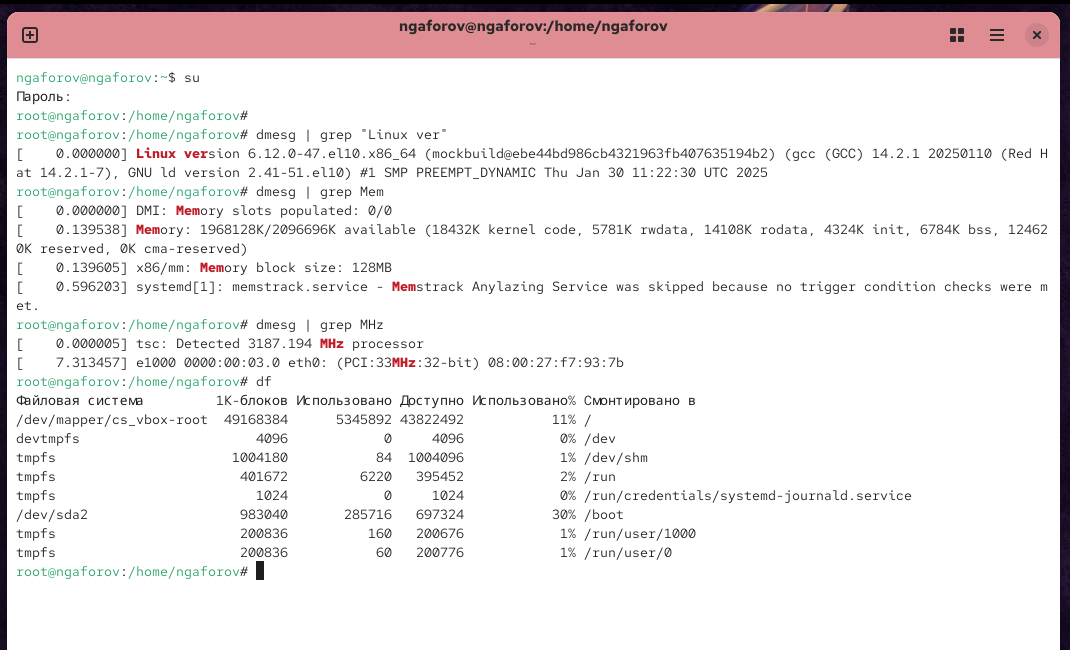 ngaforov@ngaforov:/home/ngaforov
~
ngaforov@ngaforov:~$ su
Пароль:
root@ngaforov:/home/ngaforov#
root@ngaforov:/home/ngaforov# dmesg | grep "Linux ver"
[    0.000000] Linux version 6.12.0-47.el10.x86_64 (mockbuild@ebe44bd986cb4321963fb407635194b2) (gcc (GCC) 14.2.1 20250110 (Red H
at 14.2.1-7), GNU ld version 2.41-51.el10) #1 SMP PREEMPT_DYNAMIC Thu Jan 30 11:22:30 UTC 2025
root@ngaforov:/home/ngaforov# dmesg | grep Mem
[    0.000000] DMI: Memory slots populated: 0/0
[    0.139538] Memory: 1968128K/2096696K available (18432K kernel code, 5781K rwdata, 14108K rodata, 4324K init, 6784K bss, 12462
0K reserved, 0K cma-reserved)
[    0.139605] x86/mm: Memory block size: 128MB
[    0.596203] systemd[1]: memstrack.service - Memstrack Anylazing Service was skipped because no trigger condition checks were m
et.
root@ngaforov:/home/ngaforov# dmesg | grep MHz
[    0.000005] tsc: Detected 3187.194 MHz processor
[    7.313457] e1000 0000:00:03.0 eth0: (PCI:33MHz:32-bit) 08:00:27:f7:93:7b
root@ngaforov:/home/ngaforov# df
Файловая система         1K-блоков Использовано Доступно Использовано% Смонтировано в
/dev/mapper/cs_vbox-root  49168384      5345892 43822492           11% /
devtmpfs                      4096            0     4096            0% /dev
tmpfs                      1004180           84  1004096            1% /dev/shm
tmpfs                       401672         6220   395452            2% /run
tmpfs                         1024            0     1024            0% /run/credentials/systemd-journald.service
/dev/sda2                   983040       285716   697324           30% /boot
tmpfs                       200836          160   200676            1% /run/user/1000
tmpfs                       200836           60   200776            1% /run/user/0
root@ngaforov:/home/ngaforov#